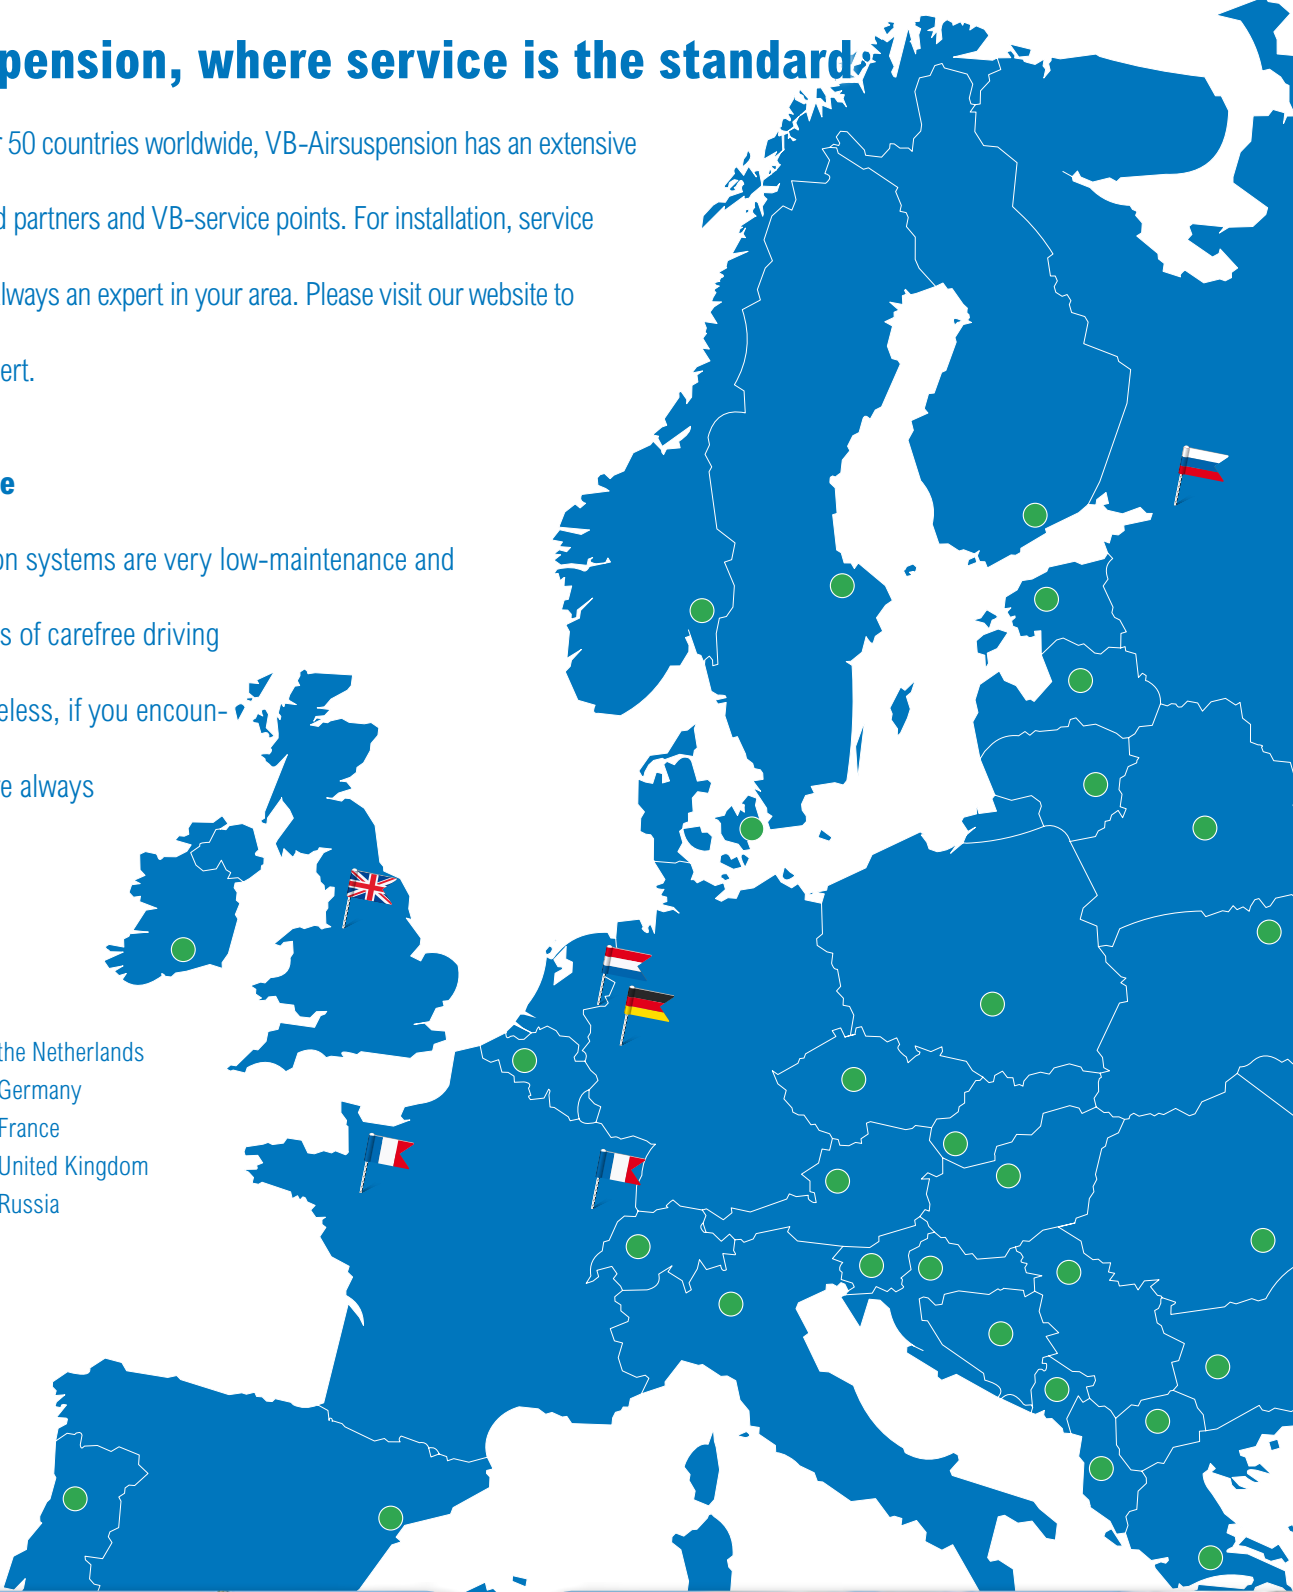 pension, where service is the standard.
50 countries worldwide, VB-Airsuspension has an extensive
d partners and VB-service points. For installation, service
lways an expert in your area. Please visit our website to
ert.
e
on systems are very low-maintenance and
s of carefree driving
eless, if you encoun-
e always
the Netherlands
Germany
France
United Kingdom
Russia